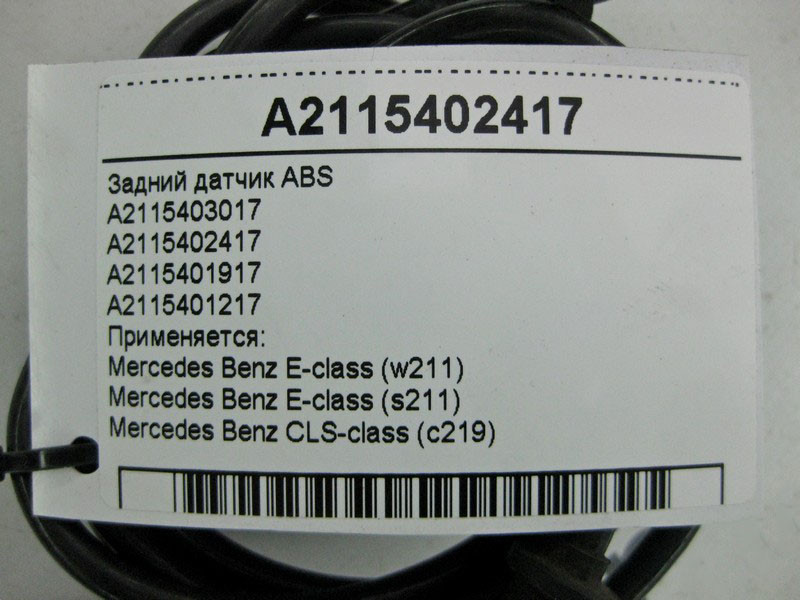 A2115402417
Задний датчик ABS
A2115403017
A2115402417
A2115401917
A2115401217
Применяется:
Mercedes Benz E-class (w211)
Mercedes Benz E-class (s211)
Mercedes Benz CLS-class (c219)